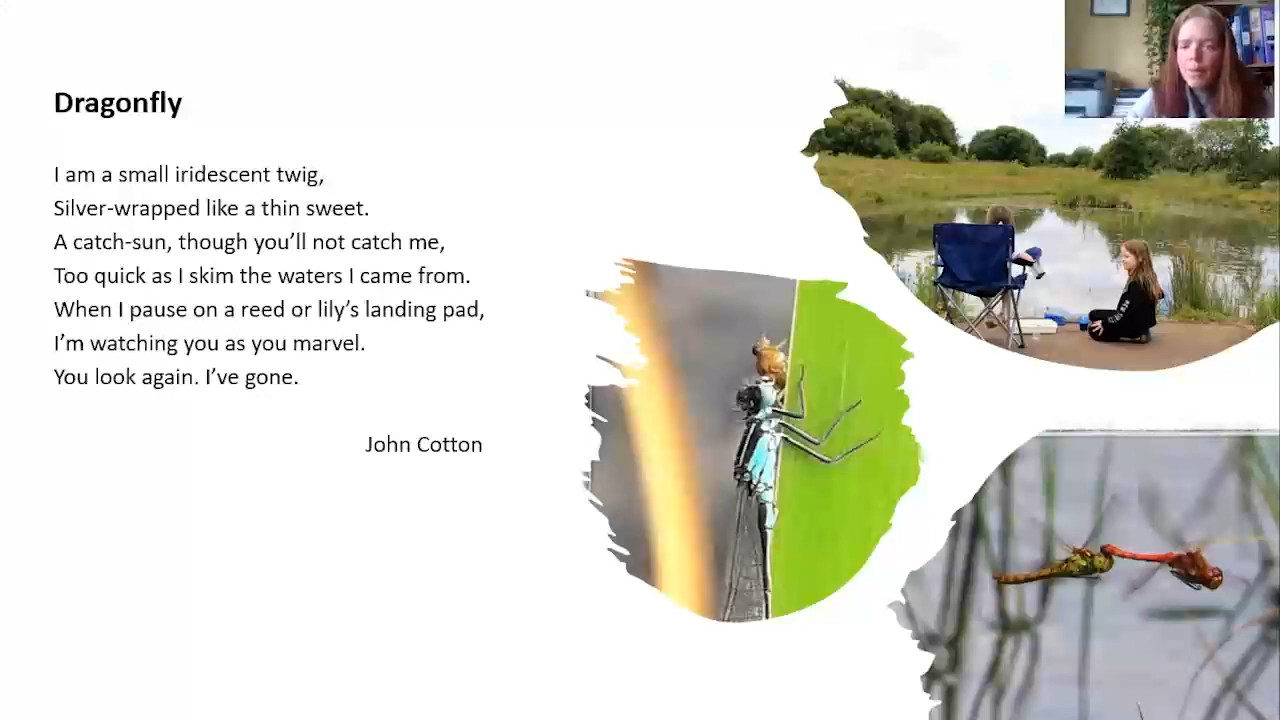 Dragonfly
I am a small iridescent twig,
Silver-wrapped like a thin sweet.
A catch-sun, though you’ll not catch me,
Too quick as I skim the waters I came from.
When I pause on a reed or lily’s landing pad,
I’m watching you as you marvel.
You look again. I’ve gone.
John Cotton